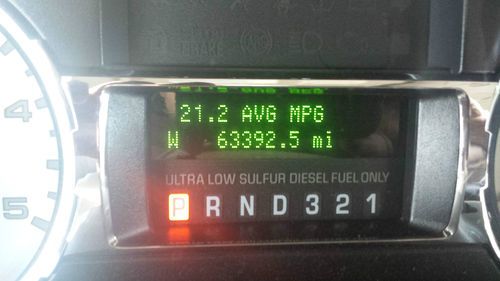 21.2 AVG MPG
W 63392.5 mi
ULTRA LOW SULFUR DIESEL FUEL ONLY
P R N D 3 2 1
4
5